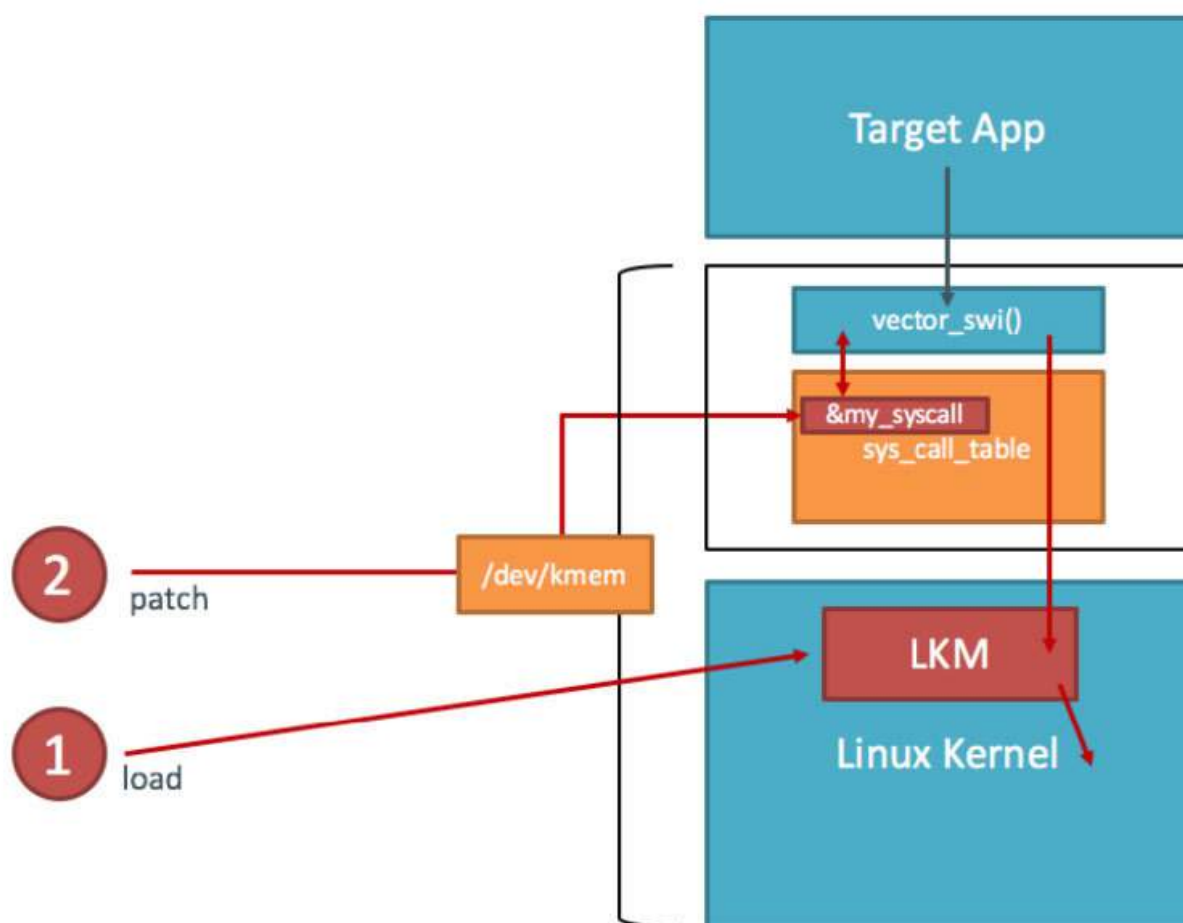 Target App
vector_swi()
&my_syscall
sys_call_table
2
patch
/dev/kmem
LKM
1
load
Linux Kernel